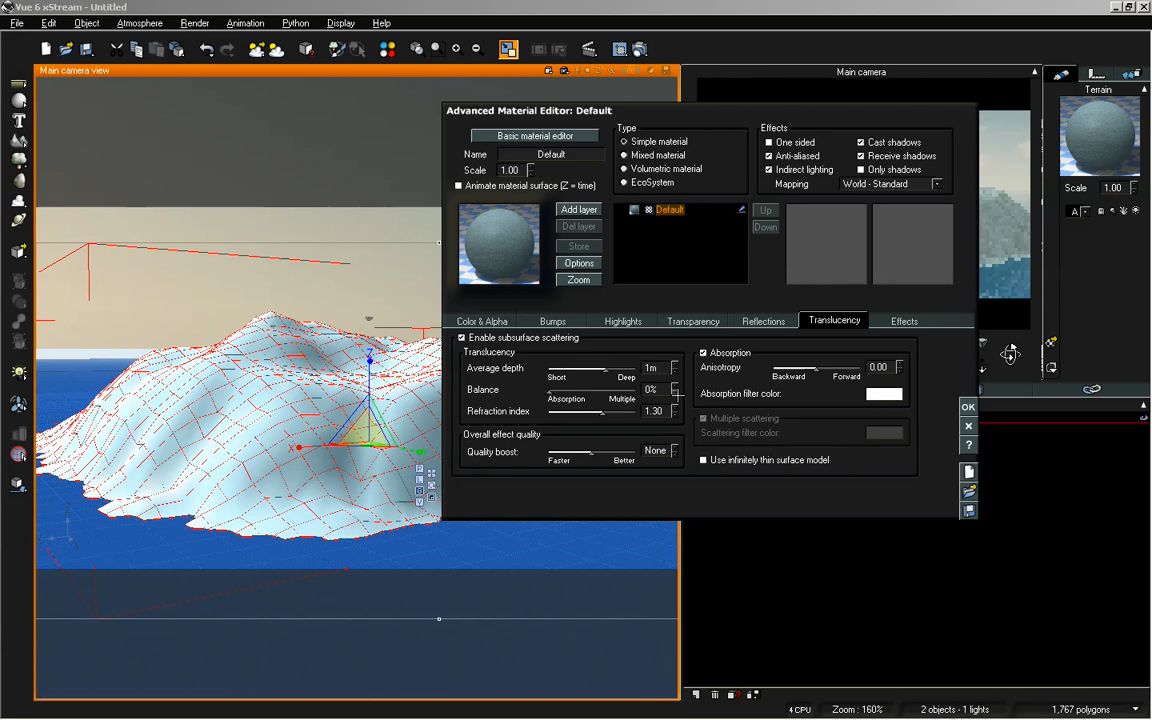 Vue 6 xStream - Untitled
File Edit Object Atmosphere Render Animation Python Display Help
Main camera view
Main camera
Terrain
Scale 1.00
A
Advanced Material Editor: Default
Basic material editor
Name Default
Scale 1.00
Animate material surface (Z = time)
Type
Simple material
Mixed material
Volumetric material
EcoSystem
Effects
One sided Cast shadows
Anti-aliased Receive shadows
Indirect lighting Only shadows
Mapping World - Standard
Add layer
Del layer
Store
Options
Zoom
Default
Up
Down
Color & Alpha Bumps Highlights Transparency Reflections Translucency Effects
Enable subsurface scattering
Translucency
Average depth 1m
Short Deep
Balance 0%
Absorption Multiple
Refraction index 1.30
Overall effect quality
Quality boost: None
Faster Better
Absorption
Anisotropy 0.00
Backward Forward
Absorption filter color:
Multiple scattering
Scattering filter color:
Use infinitely thin surface model
OK
Z
X
P
L
G
V
4 CPU Zoom : 160% 2 objects - 1 lights 1,767 polygons